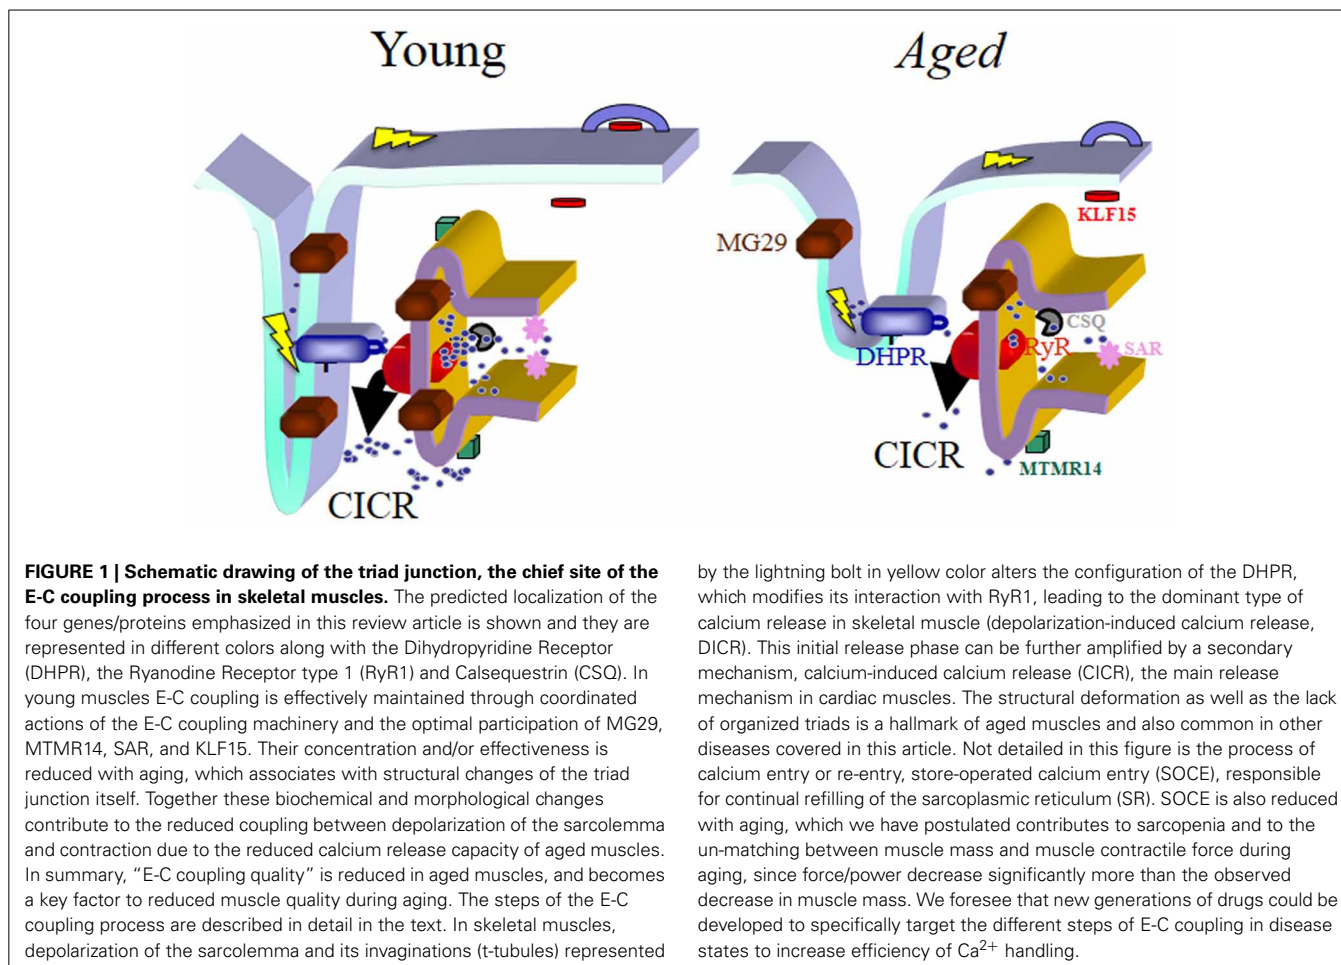 Young
Aged
KLF15
MG29
CSQ
DHPR
RyR
SAR
CICR
CICR
MTMR14
FIGURE 1 | Schematic drawing of the triad junction, the chief site of the
E-C coupling process in skeletal muscles. The predicted localization of the
four genes/proteins emphasized in this review article is shown and they are
represented in different colors along with the Dihydropyridine Receptor
(DHPR), the Ryanodine Receptor type 1 (RyR1) and Calsequestrin (CSQ). In
young muscles E-C coupling is effectively maintained through coordinated
actions of the E-C coupling machinery and the optimal participation of MG29,
MTMR14, SAR, and KLF15. Their concentration and/or effectiveness is
reduced with aging, which associates with structural changes of the triad
junction itself. Together these biochemical and morphological changes
contribute to the reduced coupling between depolarization of the sarcolemma
and contraction due to the reduced calcium release capacity of aged muscles.
In summary, “E-C coupling quality” is reduced in aged muscles, and becomes
a key factor to reduced muscle quality during aging. The steps of the E-C
coupling process are described in detail in the text. In skeletal muscles,
depolarization of the sarcolemma and its invaginations (t-tubules) represented
by the lightning bolt in yellow color alters the configuration of the DHPR,
which modifies its interaction with RyR1, leading to the dominant type of
calcium release in skeletal muscle (depolarization-induced calcium release,
DICR). This initial release phase can be further amplified by a secondary
mechanism, calcium-induced calcium release (CICR), the main release
mechanism in cardiac muscles. The structural deformation as well as the lack
of organized triads is a hallmark of aged muscles and also common in other
diseases covered in this article. Not detailed in this figure is the process of
calcium entry or re-entry, store-operated calcium entry (SOCE), responsible
for continual refilling of the sarcoplasmic reticulum (SR). SOCE is also reduced
with aging, which we have postulated contributes to sarcopenia and to the
un-matching between muscle mass and muscle contractile force during
aging, since force/power decrease significantly more than the observed
decrease in muscle mass. We foresee that new generations of drugs could be
developed to specifically target the different steps of E-C coupling in disease
states to increase efficiency of Ca²⁺ handling.